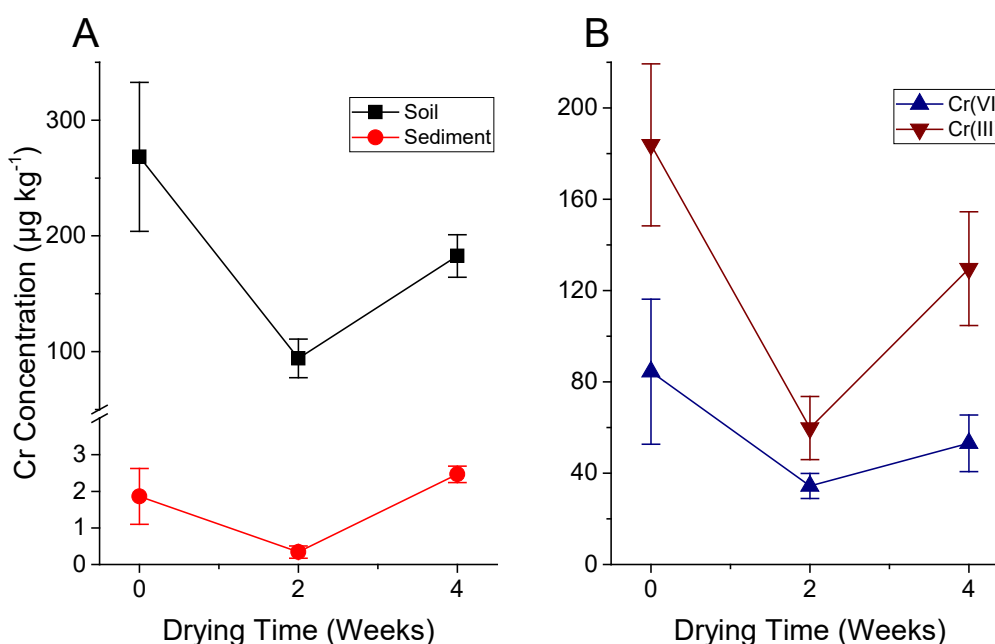 A
Soil
Sediment
300
200
100
3
2
1
0
0 2 4
Cr Concentration (µg kg⁻¹)
Drying Time (Weeks)
B
Cr(VI
Cr(III
200
160
120
80
40
0
0 2 4
Drying Time (Weeks)